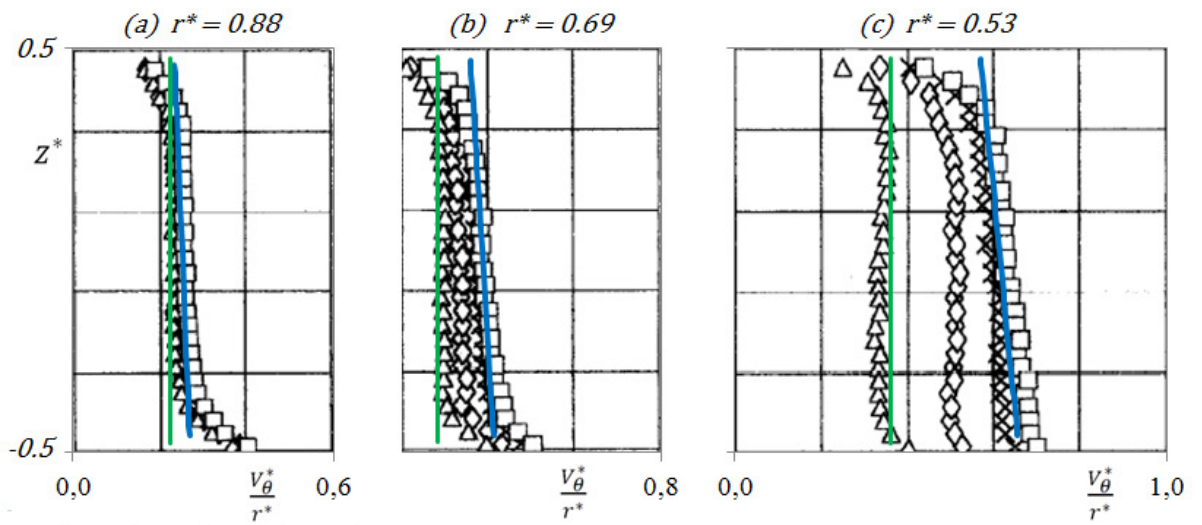 (a) r* = 0.88
(b) r* = 0.69
(c) r* = 0.53
0.5
Z*
-0.5
0,0
V*θ
r*
0,6
V*θ
r*
0,8
0,0
V*θ
r*
1,0